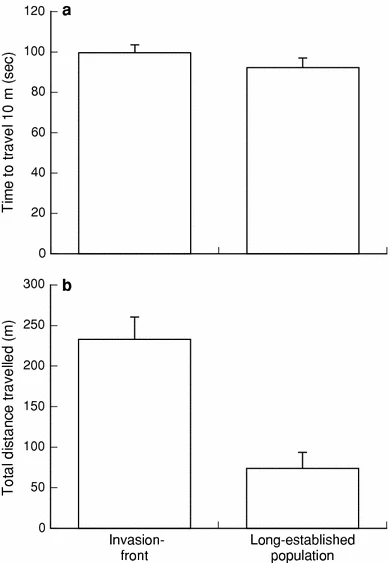 a
Time to travel 10 m (sec)
120
100
80
60
40
20
0
b
Total distance travelled (m)
300
250
200
150
100
50
0
Invasion-
front
Long-established
population